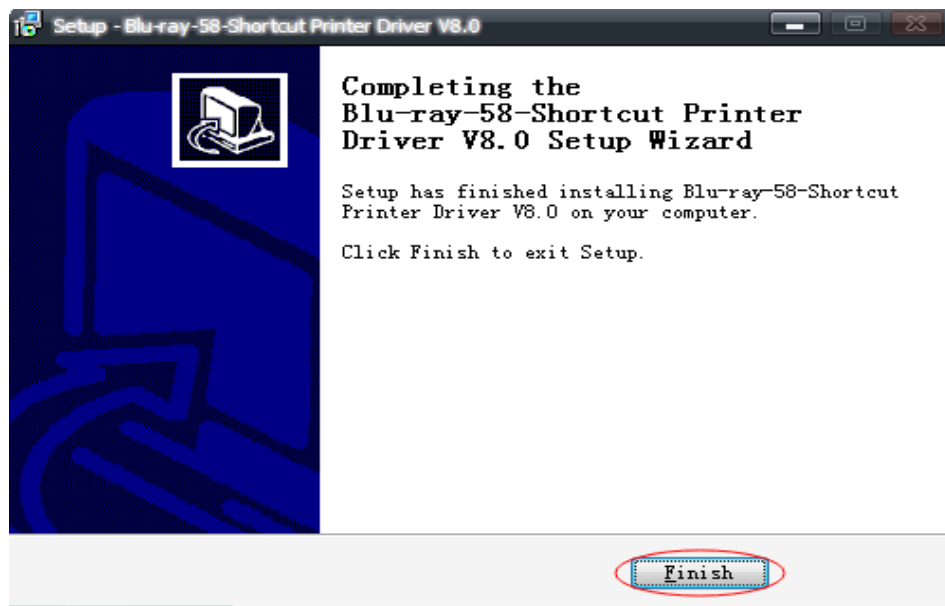 Setup - Blu-ray-58-Shortcut Printer Driver V8.0
Completing the
Blu-ray-58-Shortcut Printer
Driver V8.0 Setup Wizard
Setup has finished installing Blu-ray-58-Shortcut
Printer Driver V8.0 on your computer.
Click Finish to exit Setup.
Finish